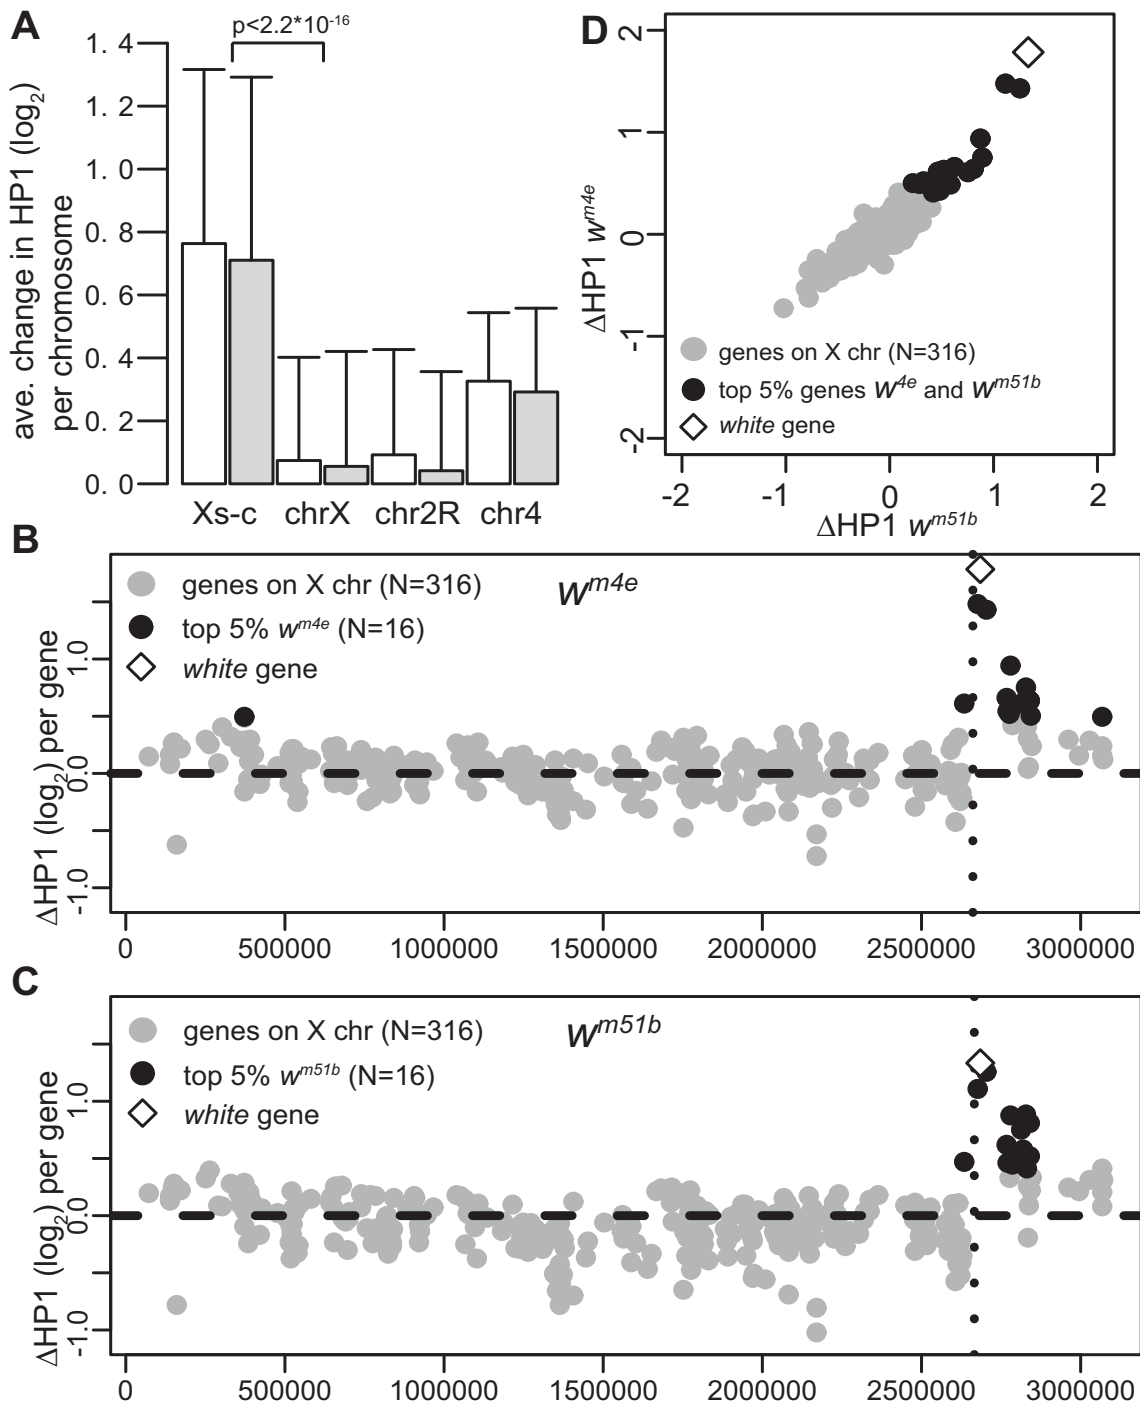 A
p<2.2*10-16
ave. change in HP1 (log2)
per chromosome
1. 4
1. 2
1. 0
0. 8
0. 6
0. 4
0. 2
0. 0
Xs-c chrX chr2R chr4
D
ΔHP1 wm4e
2
1
0
-1
-2
genes on X chr (N=316)
top 5% genes w4e and wm51b
white gene
-2 -1 0 1 2
ΔHP1 wm51b
B
ΔHP1 (log2) per gene
1.0
0.0
-1.0
genes on X chr (N=316)
top 5% wm4e (N=16)
white gene
wm4e
0 500000 1000000 1500000 2000000 2500000 3000000
C
ΔHP1 (log2) per gene
1.0
0.0
-1.0
genes on X chr (N=316)
top 5% wm51b (N=16)
white gene
wm51b
0 500000 1000000 1500000 2000000 2500000 3000000